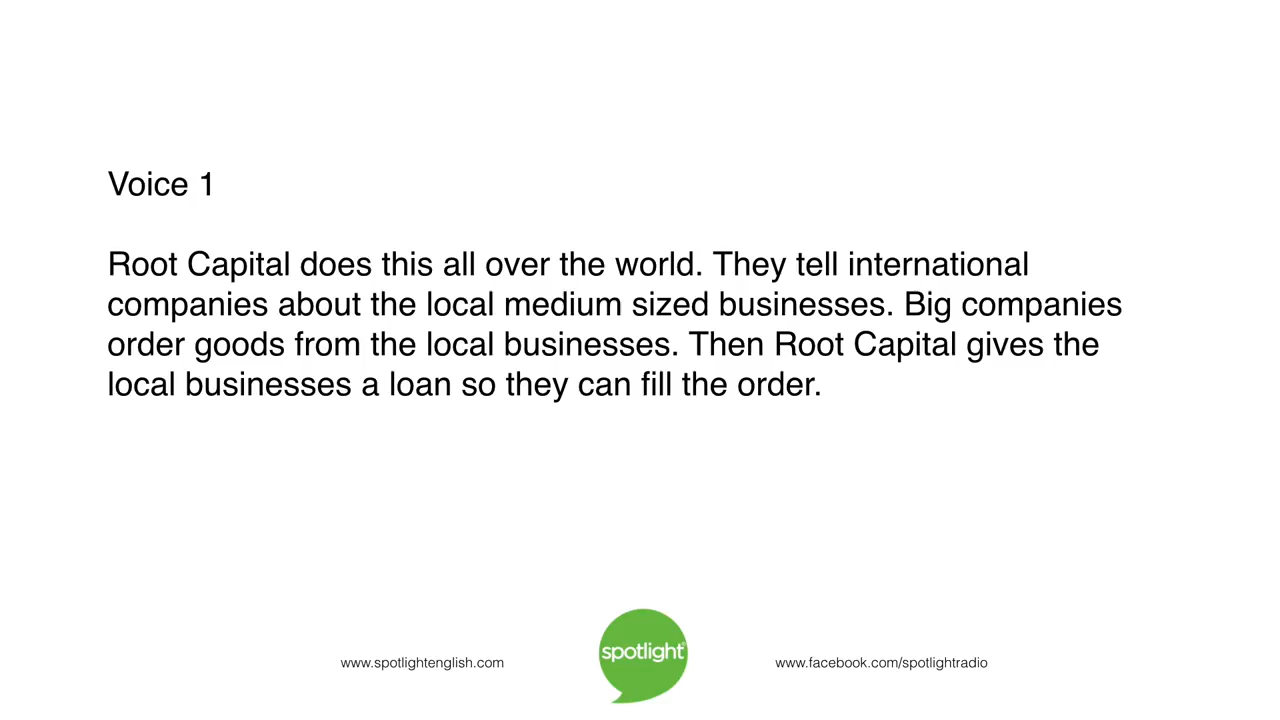 Voice 1
Root Capital does this all over the world. They tell international
companies about the local medium sized businesses. Big companies
order goods from the local businesses. Then Root Capital gives the
local businesses a loan so they can fill the order.
www.spotlightenglish.com
spotlight
www.facebook.com/spotlightradio